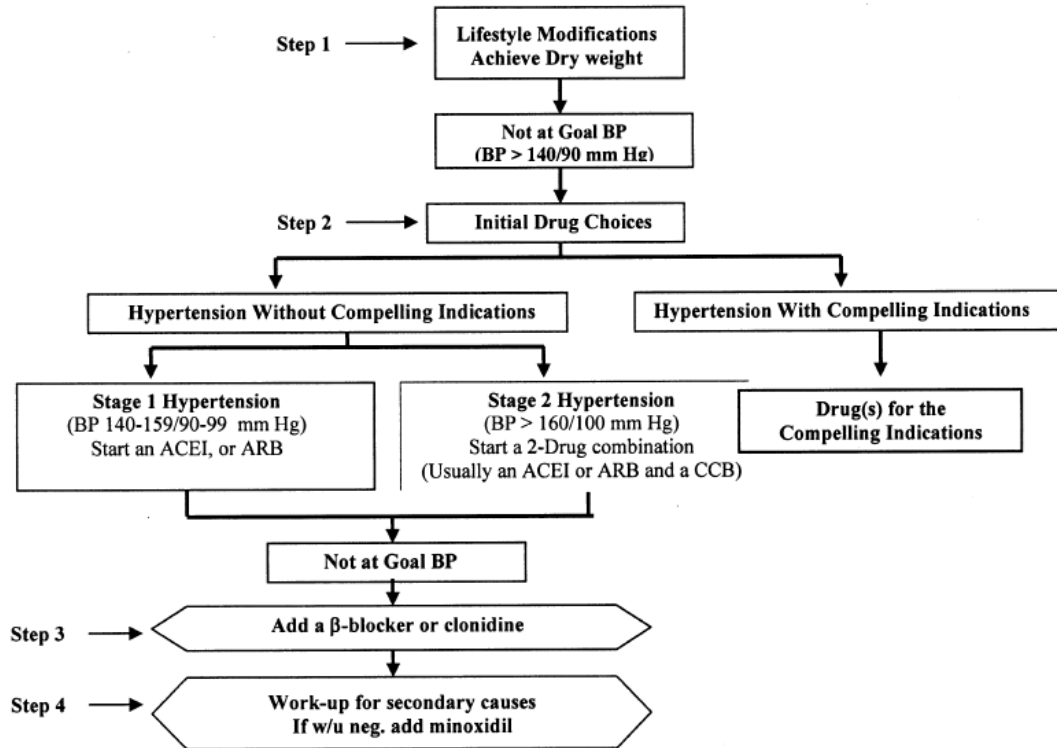 Step 1
Lifestyle Modifications
Achieve Dry weight
Not at Goal BP
(BP > 140/90 mm Hg)
Step 2
Initial Drug Choices
Hypertension Without Compelling Indications
Hypertension With Compelling Indications
Stage 1 Hypertension
(BP 140-159/90-99 mm Hg)
Start an ACEI, or ARB
Stage 2 Hypertension
(BP > 160/100 mm Hg)
Start a 2-Drug combination
(Usually an ACEI or ARB and a CCB)
Drug(s) for the
Compelling Indications
Not at Goal BP
Step 3
Add a β-blocker or clonidine
Step 4
Work-up for secondary causes
If w/u neg. add minoxidil